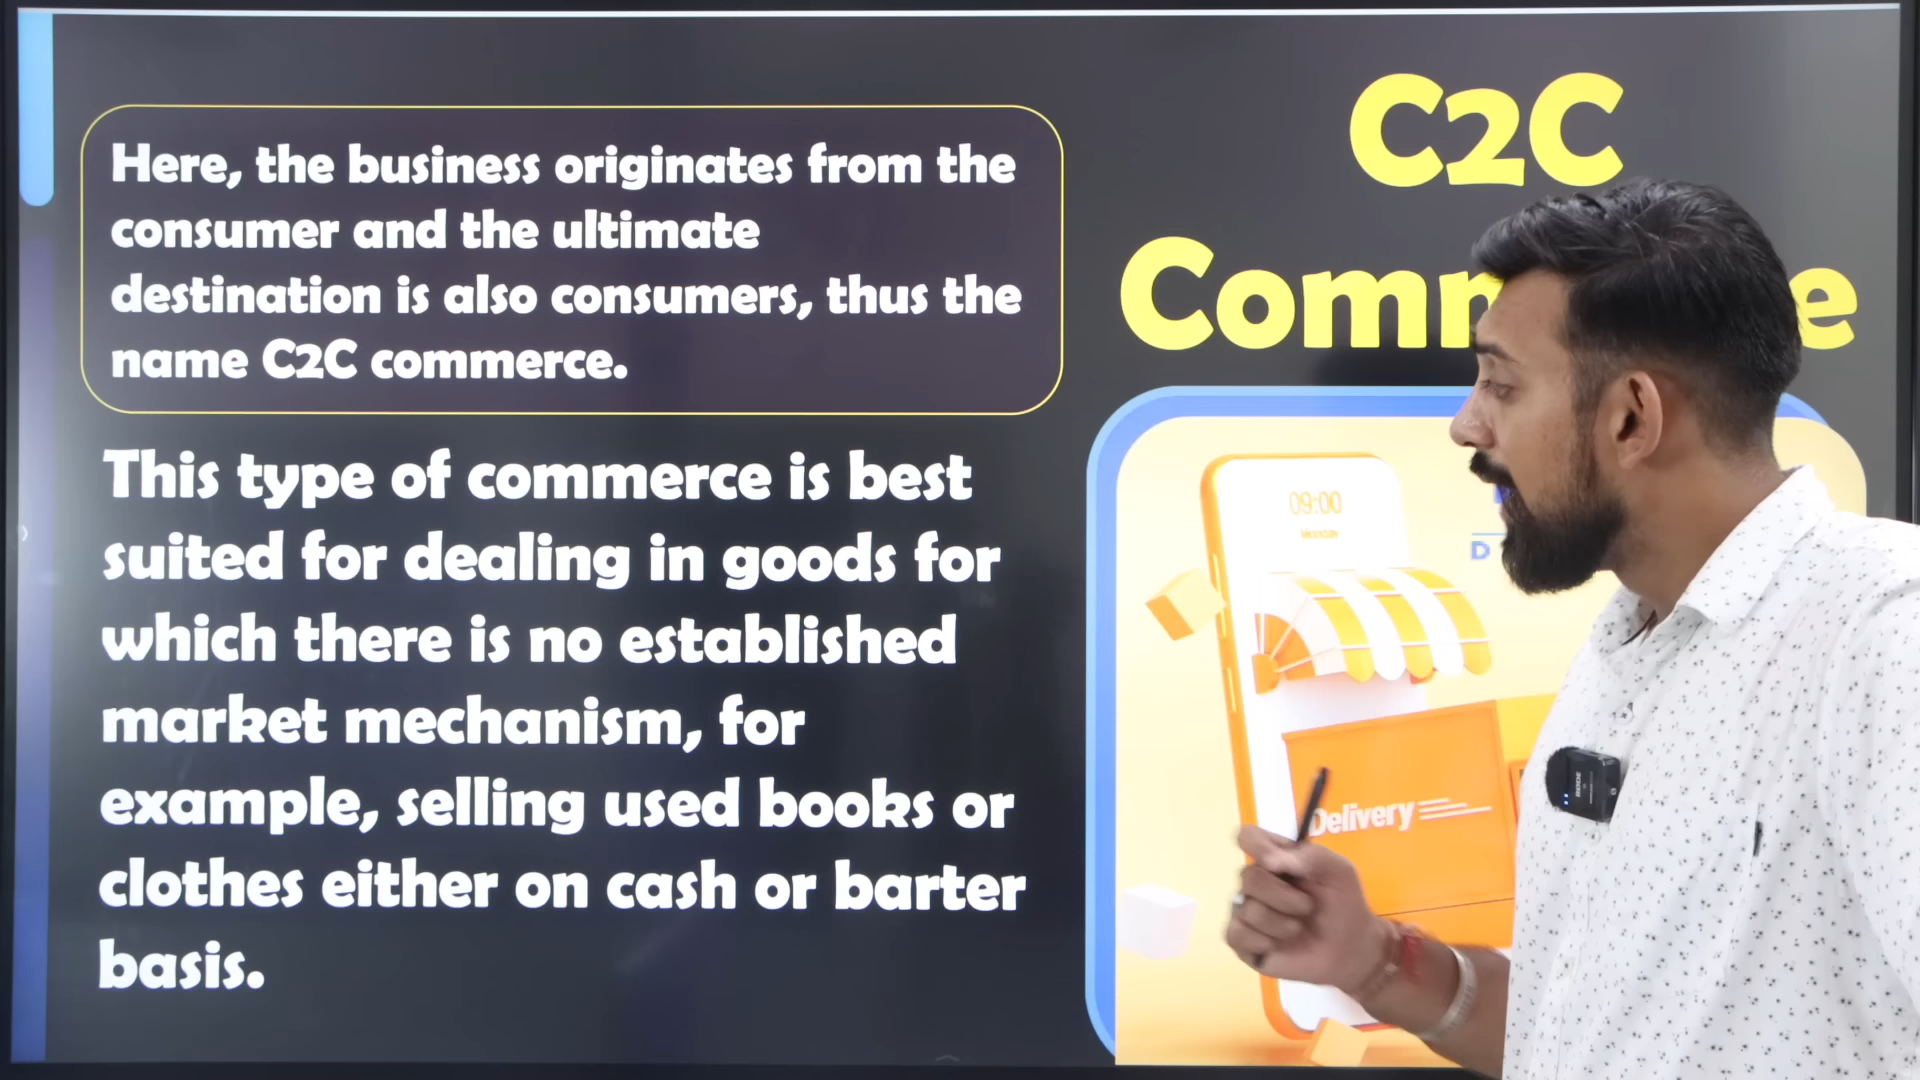 Here, the business originates from the
consumer and the ultimate
destination is also consumers, thus the
name C2C commerce.
This type of commerce is best
suited for dealing in goods for
which there is no established
market mechanism, for
example, selling used books or
clothes either on cash or barter
basis.
C2C
09:00
Monday
Delivery
RODE